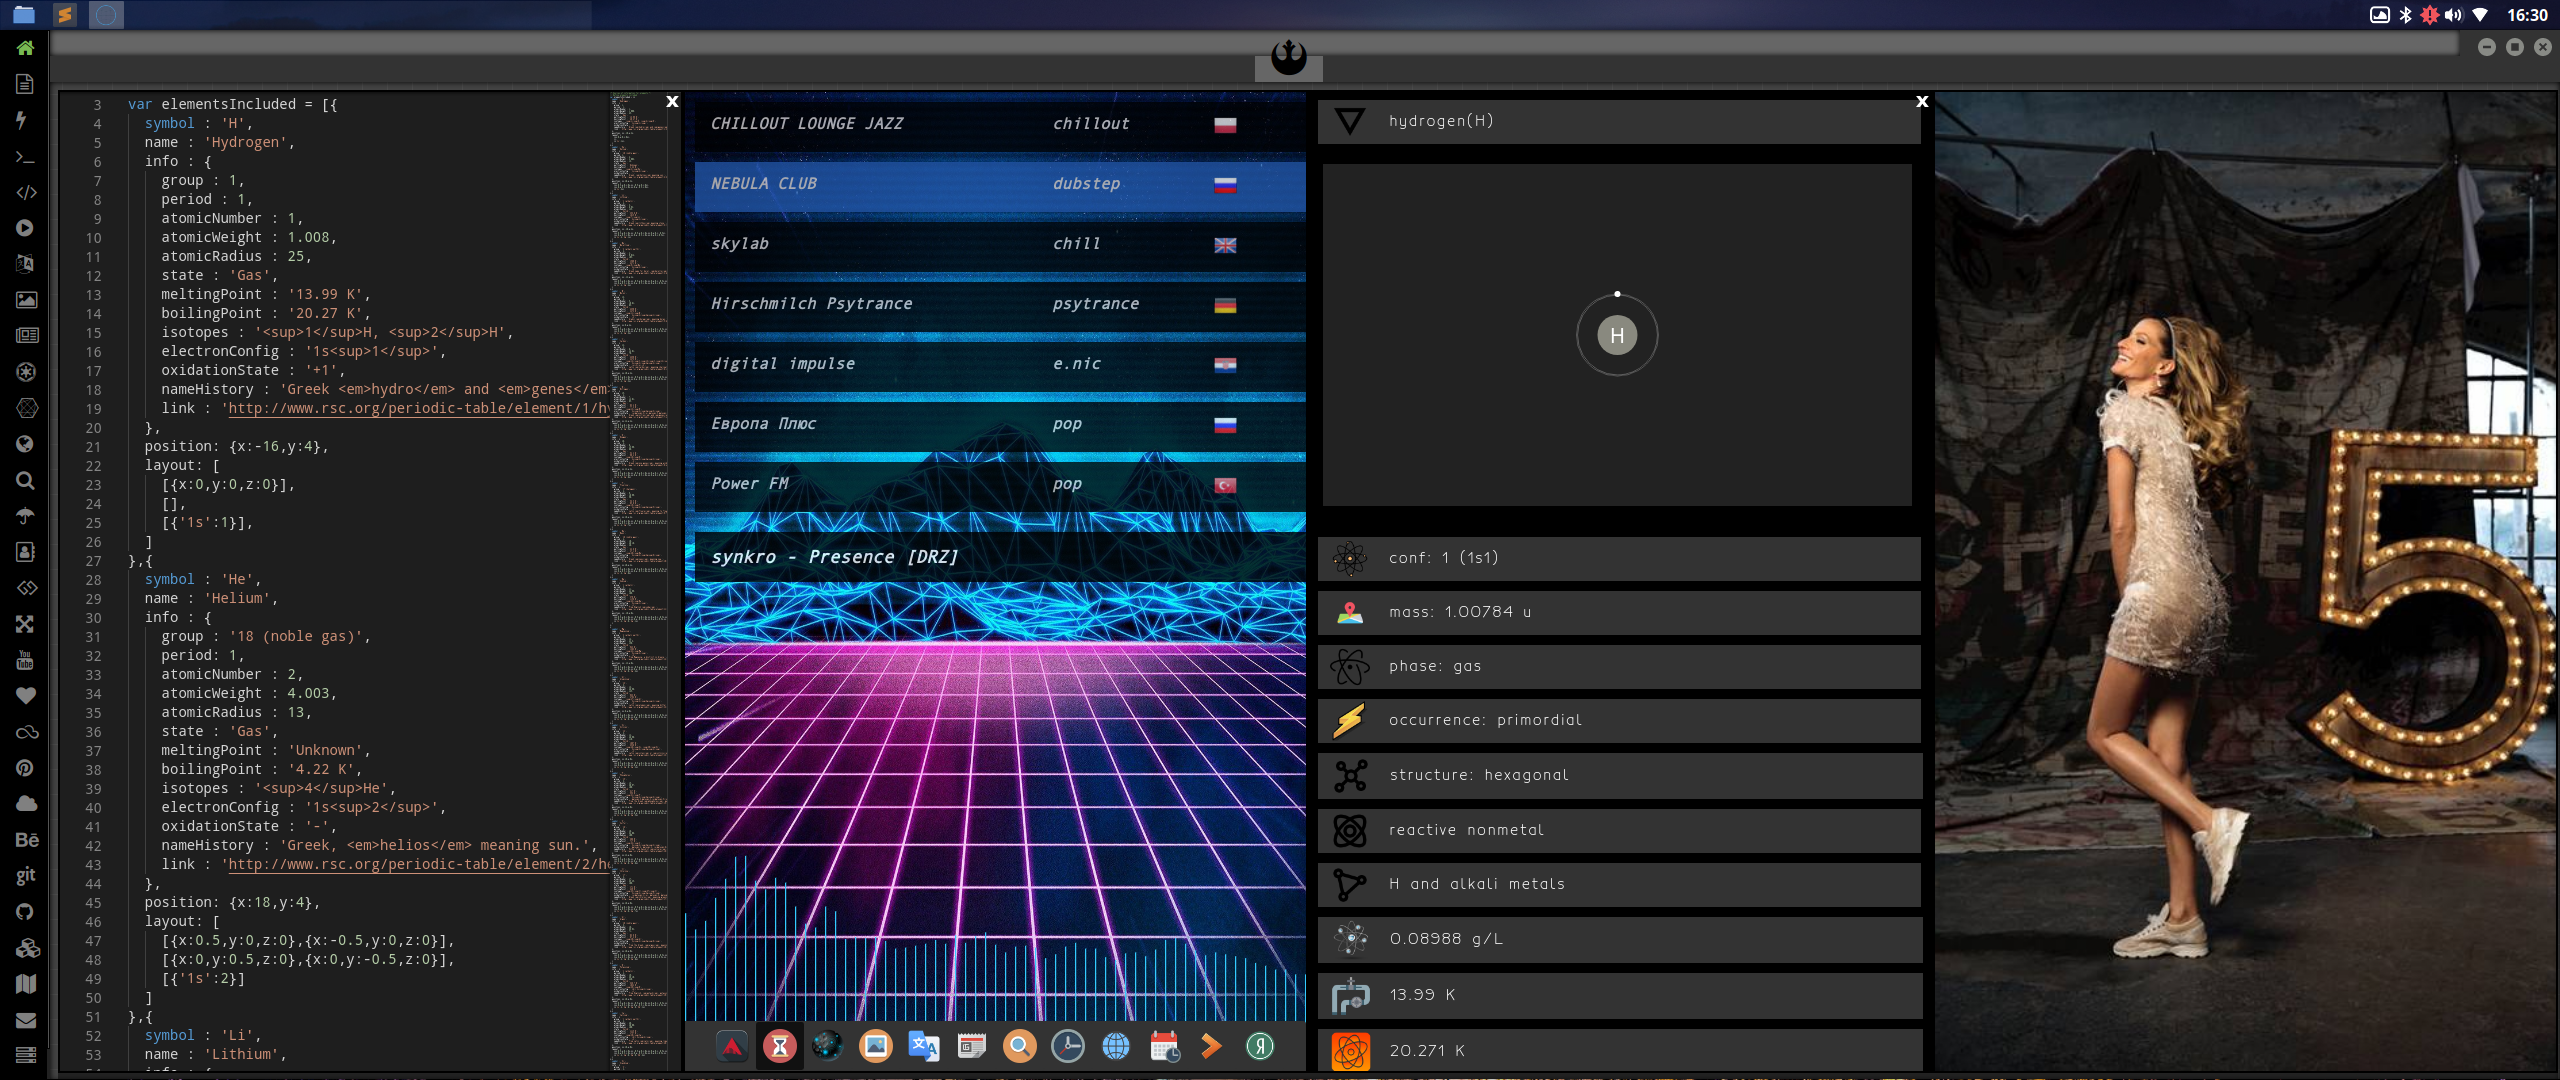 16:30
3 var elementsIncluded = [{
4 symbol : 'H',
5 name : 'Hydrogen',
6 info : {
7 group : 1,
8 period : 1,
9 atomicNumber : 1,
10 atomicWeight : 1.008,
11 atomicRadius : 25,
12 state : 'Gas',
13 meltingPoint : '13.99 K',
14 boilingPoint : '20.27 K',
15 isotopes : '<sup>1</sup>H, <sup>2</sup>H',
16 electronConfig : '1s<sup>1</sup>',
17 oxidationState : '+1',
18 nameHistory : 'Greek <em>hydro</em> and <em>genes</em
19 link : 'http://www.rsc.org/periodic-table/element/1/hy
20 },
21 position: {x:-16,y:4},
22 layout: [
23 [{x:0,y:0,z:0}],
24 [],
25 [{'1s':1}],
26 ]
27 },{
28 symbol : 'He',
29 name : 'Helium',
30 info : {
31 group : '18 (noble gas)',
32 period: 1,
33 atomicNumber : 2,
34 atomicWeight : 4.003,
35 atomicRadius : 13,
36 state : 'Gas',
37 meltingPoint : 'Unknown',
38 boilingPoint : '4.22 K',
39 isotopes : '<sup>4</sup>He',
40 electronConfig : '1s<sup>2</sup>',
41 oxidationState : '-',
42 nameHistory : 'Greek, <em>helios</em> meaning sun.',
43 link : 'http://www.rsc.org/periodic-table/element/2/he
44 },
45 position: {x:18,y:4},
46 layout: [
47 [{x:0.5,y:0,z:0},{x:-0.5,y:0,z:0}],
48 [{x:0,y:0.5,z:0},{x:0,y:-0.5,z:0}],
49 [{'1s':2}]
50 ]
51 },{
52 symbol : 'Li',
53 name : 'Lithium',
You Tube
Bē
git
x
CHILLOUT LOUNGE JAZZ chillout
NEBULA CLUB dubstep
skylab chill
Hirschmilch Psytrance psytrance
digital impulse e.nic
Европа Плюс pop
Power FM pop
synkro - Presence [DRZ]
x
hydrogen(H)
H
conf: 1 (1s1)
mass: 1.00784 u
phase: gas
occurrence: primordial
structure: hexagonal
reactive nonmetal
H and alkali metals
0.08988 g/L
13.99 K
20.271 K
5